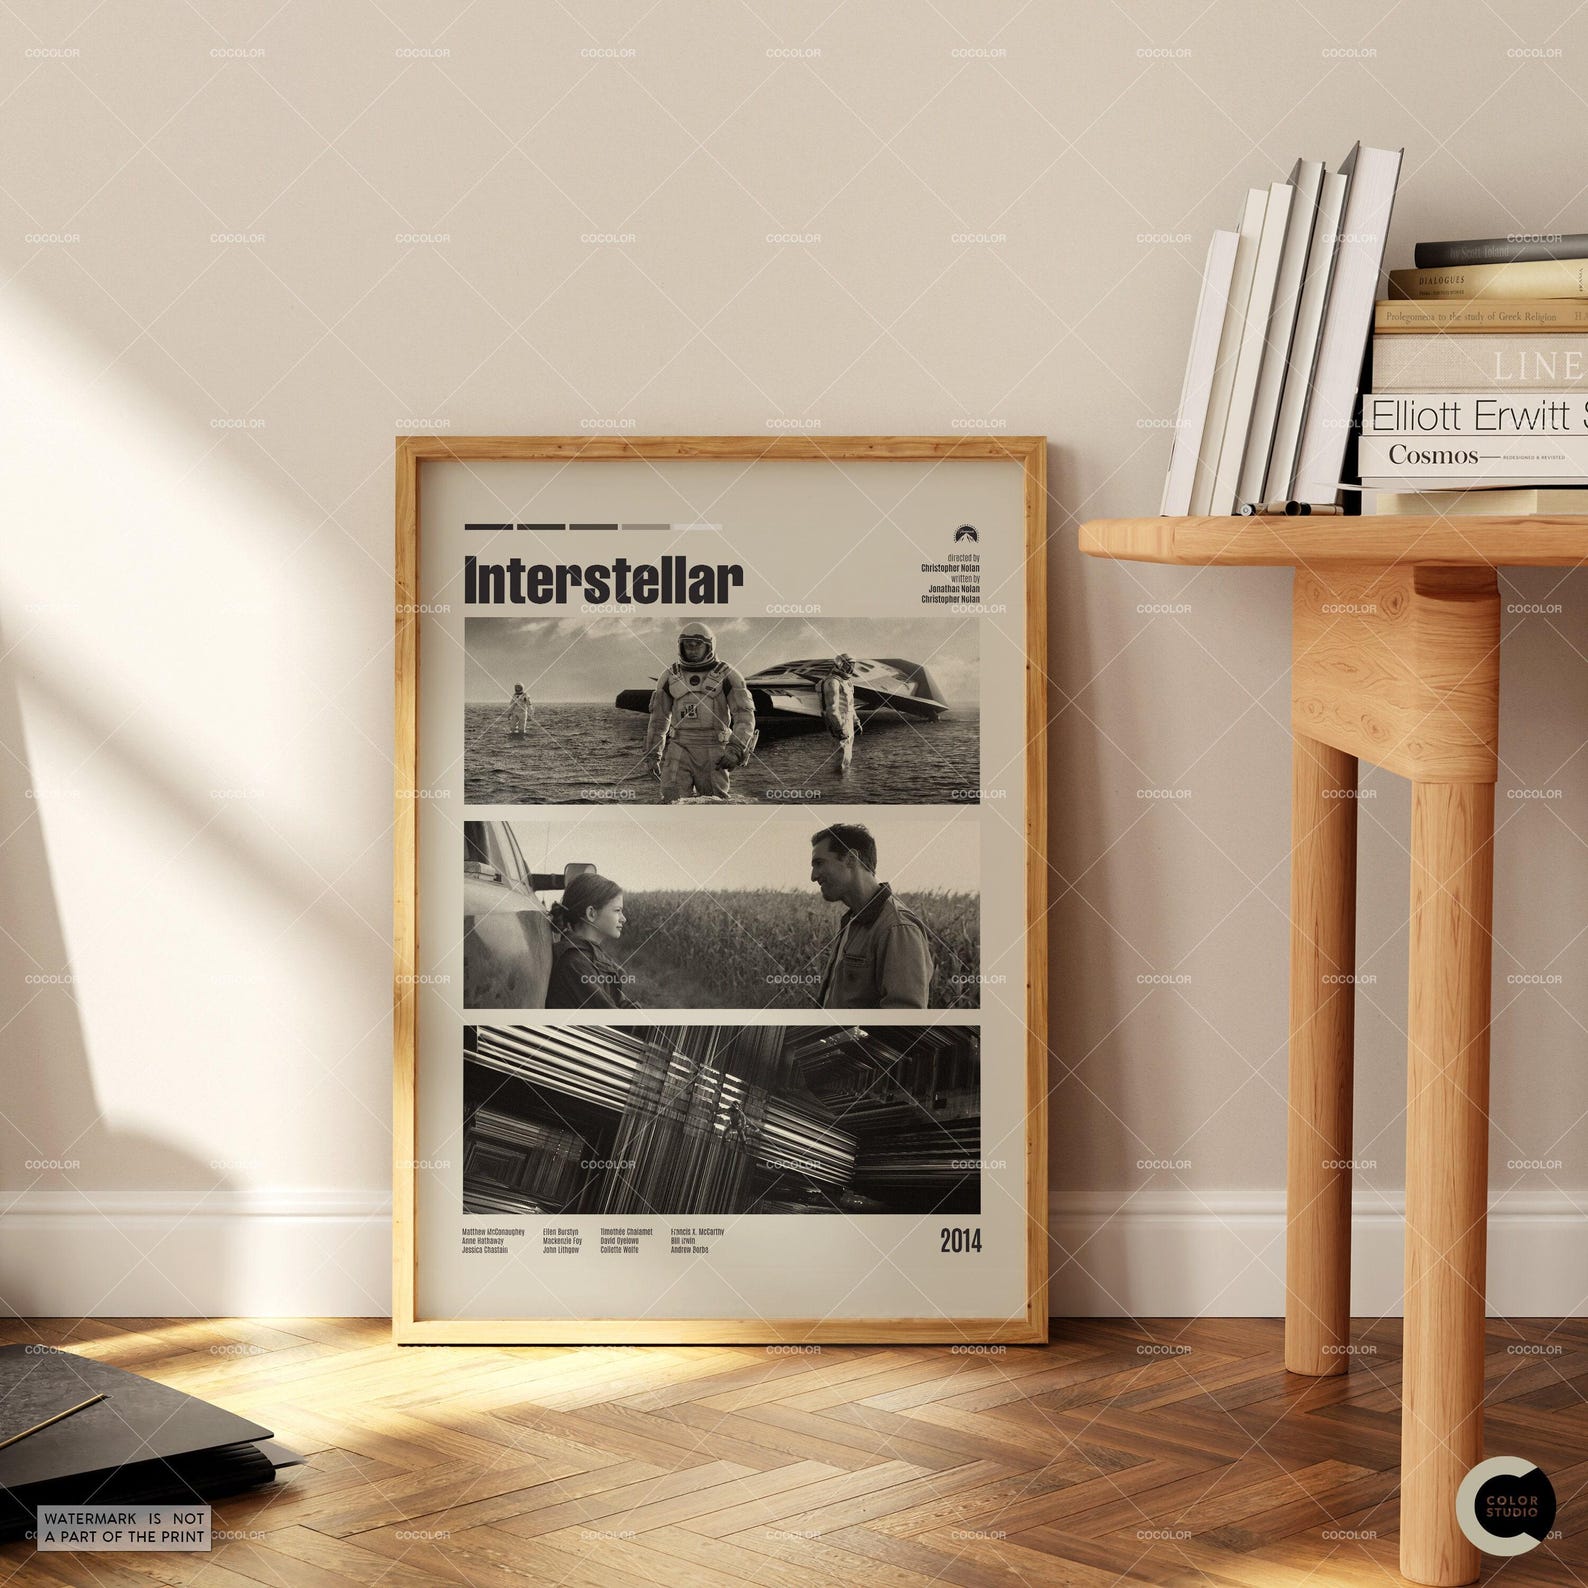 Interstellar
directed by
Christopher Nolan
written by
Jonathan Nolan
Christopher Nolan
Matthew McConaughey
Anne Hathaway
Jessica Chastain
Ellen Burstyn
Mackenzie Foy
John Lithgow
Timothée Chalamet
David Oyelowo
Collette Wolfe
Francis X. McCarthy
Bill Irwin
Andrew Borba
2014
by Scott Toland
DIALOGUES
Prolegomena to the study of Greek Religion
LINE
Elliott Erwitt
Cosmos
REDESIGNED & REVISITED
WATERMARK IS NOT
A PART OF THE PRINT
COLOR
STUDIO
COCOLOR